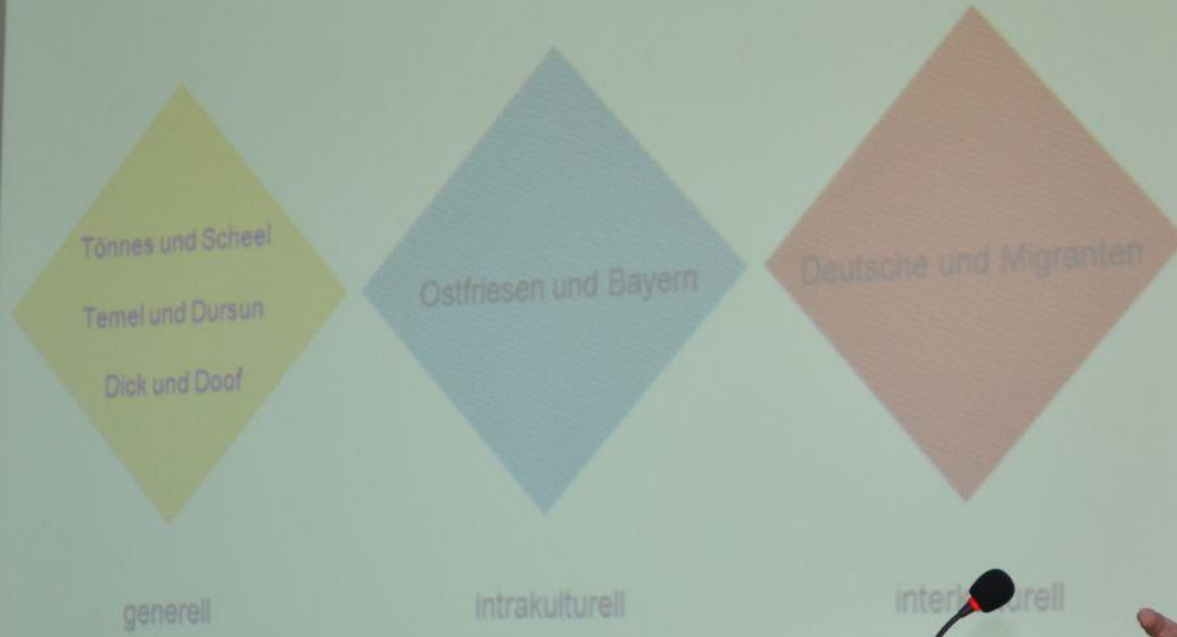 Tönnes und Scheel
Temel und Dursun
Dick und Doof
generell
Ostfriesen und Bayern
intrakulturell
Deutsche und Migranten